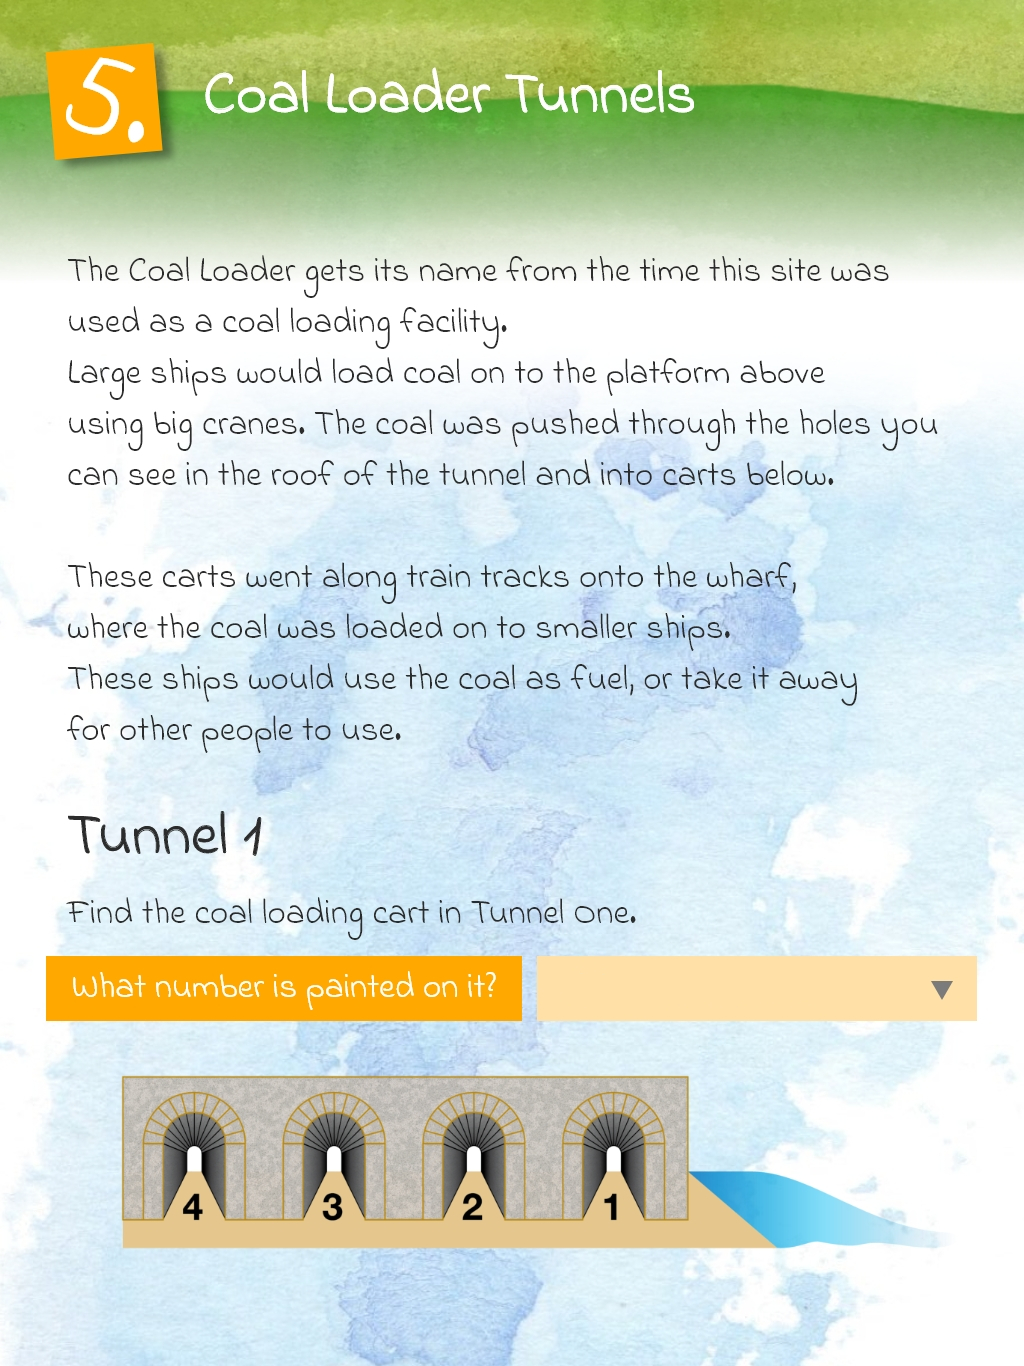 5.
Coal Loader Tunnels
The Coal Loader gets its name from the time this site was
used as a coal loading facility.
Large ships would load coal on to the platform above
using big cranes. The coal was pushed through the holes you
can see in the roof of the tunnel and into carts below.
These carts went along train tracks onto the wharf,
where the coal was loaded on to smaller ships.
These ships would use the coal as fuel, or take it away
for other people to use.
Tunnel 1
Find the coal loading cart in Tunnel One.
What number is painted on it?
4 3 2 1